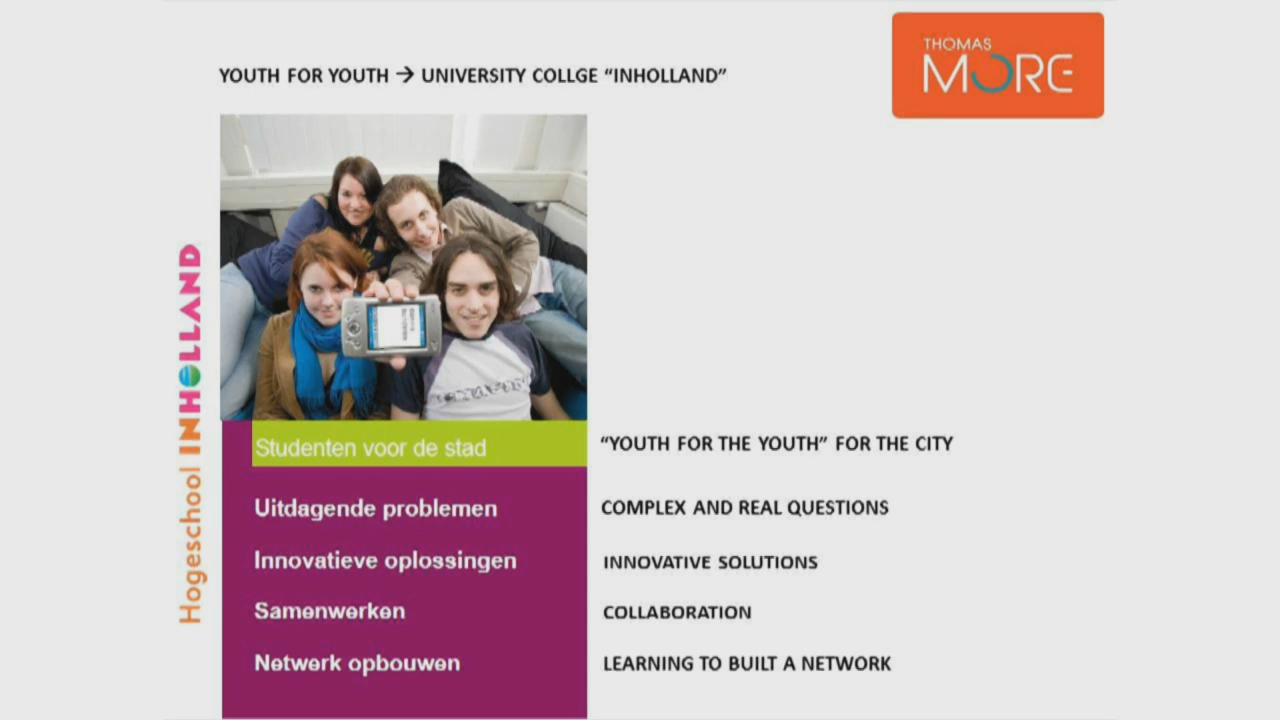 THOMAS
MORE
YOUTH FOR YOUTH → UNIVERSITY COLLGE “INHOLLAND”
Hogeschool INHOLLAND
Studenten voor de stad
“YOUTH FOR THE YOUTH” FOR THE CITY
Uitdagende problemen
COMPLEX AND REAL QUESTIONS
Innovatieve oplossingen
INNOVATIVE SOLUTIONS
Samenwerken
COLLABORATION
Netwerk opbouwen
LEARNING TO BUILT A NETWORK